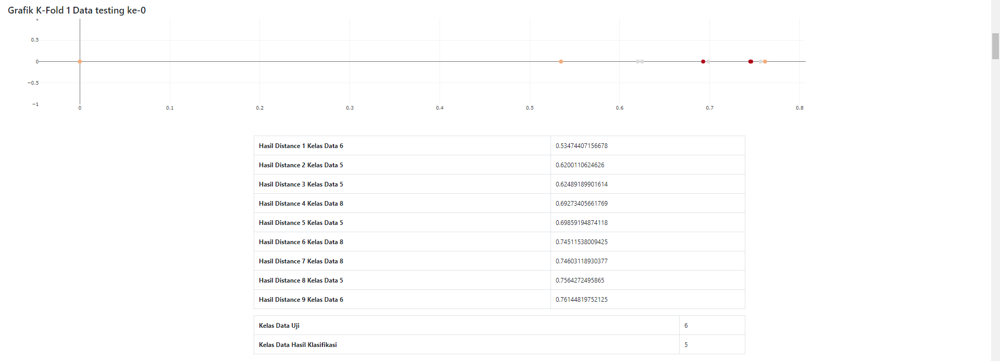 Grafik K-Fold 1 Data testing ke-0
1
0.5
0
−0.5
−1
0 0.1 0.2 0.3 0.4 0.5 0.6 0.7 0.8
Hasil Distance 1 Kelas Data 6 0.53474407156678
Hasil Distance 2 Kelas Data 5 0.6200110624626
Hasil Distance 3 Kelas Data 5 0.62489189901614
Hasil Distance 4 Kelas Data 8 0.69273405661769
Hasil Distance 5 Kelas Data 5 0.69859194874118
Hasil Distance 6 Kelas Data 8 0.74511538009425
Hasil Distance 7 Kelas Data 8 0.74603118930377
Hasil Distance 8 Kelas Data 5 0.7564272495865
Hasil Distance 9 Kelas Data 6 0.76144819752125
Kelas Data Uji 6
Kelas Data Hasil Klasifikasi 5